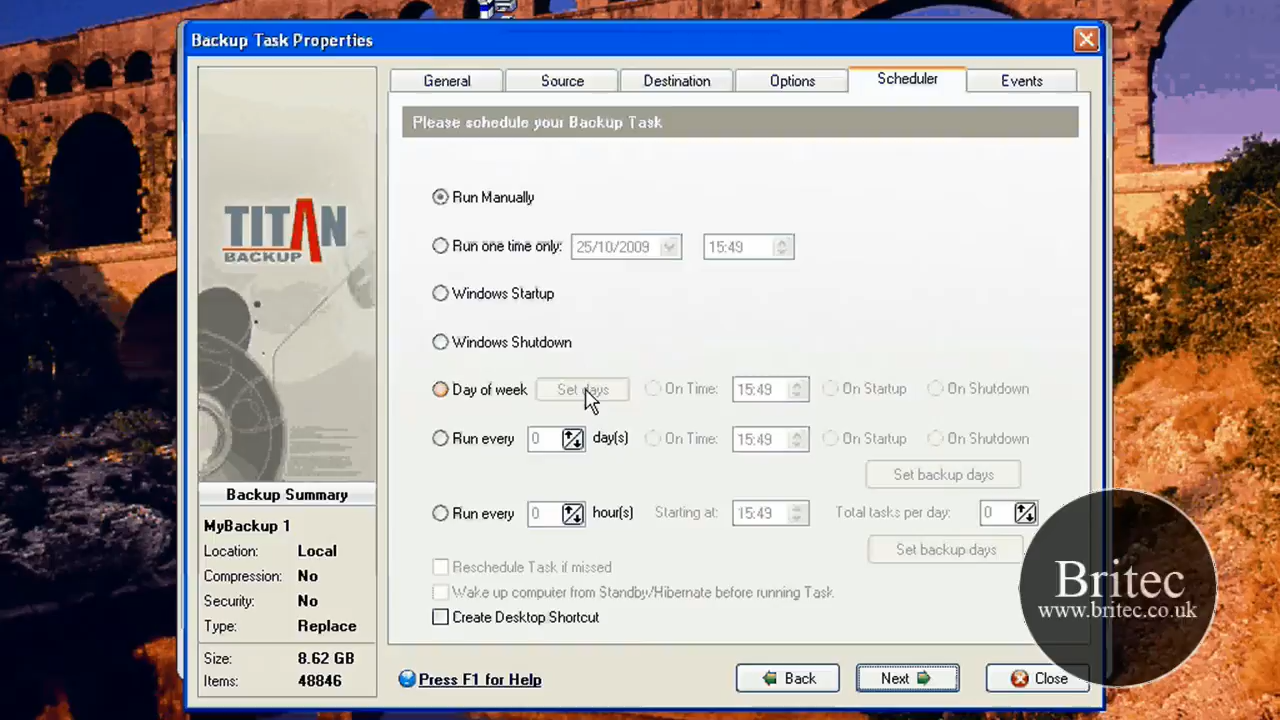 Backup Task Properties
General Source Destination Options Scheduler Events
Please schedule your Backup Task
TITAN
BACKUP
Run Manually
Run one time only: 25/10/2009 15:49
Windows Startup
Windows Shutdown
Day of week Set days On Time: 15:49 On Startup On Shutdown
Run every 0 day(s) On Time: 15:49 On Startup On Shutdown
Set backup days
Run every 0 hour(s) Starting at: 15:49 Total tasks per day: 0
Set backup days
Reschedule Task if missed
Wake up computer from Standby/Hibernate before running Task
Create Desktop Shortcut
Backup Summary
MyBackup 1
Location: Local
Compression: No
Security: No
Type: Replace
Size: 8.62 GB
Items: 48846
Press F1 for Help
Back Next Close
Britec
www.britec.co.uk